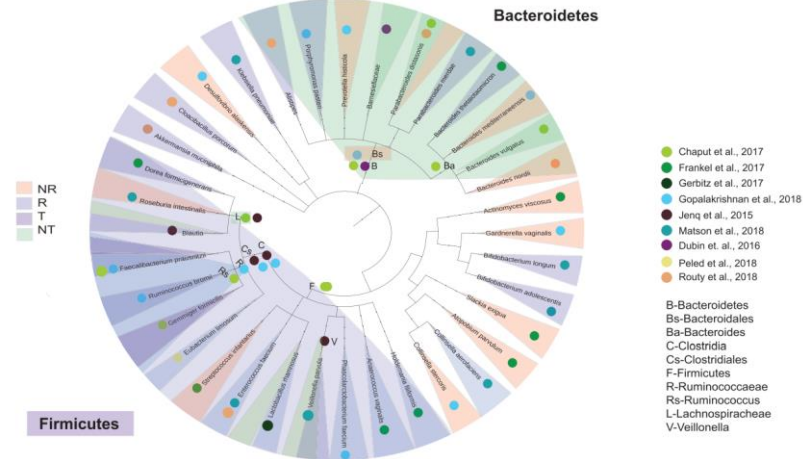 Bacteroidetes
Alistipes
Porphyromonas pasteri
Prevotella histicola
Barnesiellaceae
Parabacteroides distasonis
Parabacteroides merdae
Bacteroides thetaiotaomicron
Bacteroides mediterraneensis
Bacteroides vulgatus
Bacteroides nordii
Actinomyces viscosus
Gardnerella vaginalis
Bifidobacterium longum
Bifidobacterium adolescentis
Slackia exigua
Atopobium parvulum
Collinsella aerofaciens
Collinsella stercoris
Holdemania filiformis
Anaerococcus vaginalis
Phascolarctobacterium faecium
Veillonella parvula
Lactobacillus rhamnosus
Enterococcus faecium
Streptococcus infantarius
Eubacterium limosum
Gemmiger formicilis
Ruminococcus bromii
Faecalibacterium prausnitzii
Blautia
Roseburia intestinalis
Dorea formicigenerans
Akkermansia muciniphila
Cloacibacillus porcorum
Desulfovibrio alaskensis
Klebsiella pneumoniae
Bs
B
Ba
L
C
Cs
R
Rs
F
V
NR
R
T
NT
Firmicutes
Chaput et al., 2017
Frankel et al., 2017
Gerbitz et al., 2017
Gopalakrishnan et al., 2018
Jenq et al., 2015
Matson et al., 2018
Dubin et. al. 2016
Peled et al., 2018
Routy et al., 2018
B-Bacteroidetes
Bs-Bacteroidales
Ba-Bacteroides
C-Clostridia
Cs-Clostridiales
F-Firmicutes
R-Ruminococcaeae
Rs-Ruminococcus
L-Lachnospiracheae
V-Veillonella